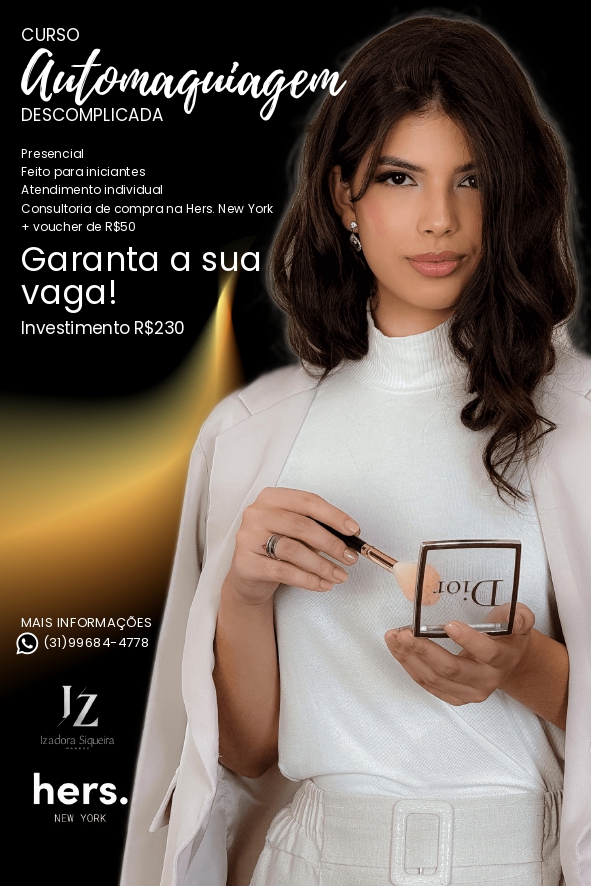 CURSO
Automaquiagem
DESCOMPLICADA
Presencial
Feito para iniciantes
Atendimento individual
Consultoria de compra na Hers. New York
+ voucher de R$50
Garanta a sua
vaga!
Investimento R$230
Dior
MAIS INFORMAÇÕES
(31)99684-4778
IZ
Izadora Siqueira
MAKEUP
hers.
NEW YORK